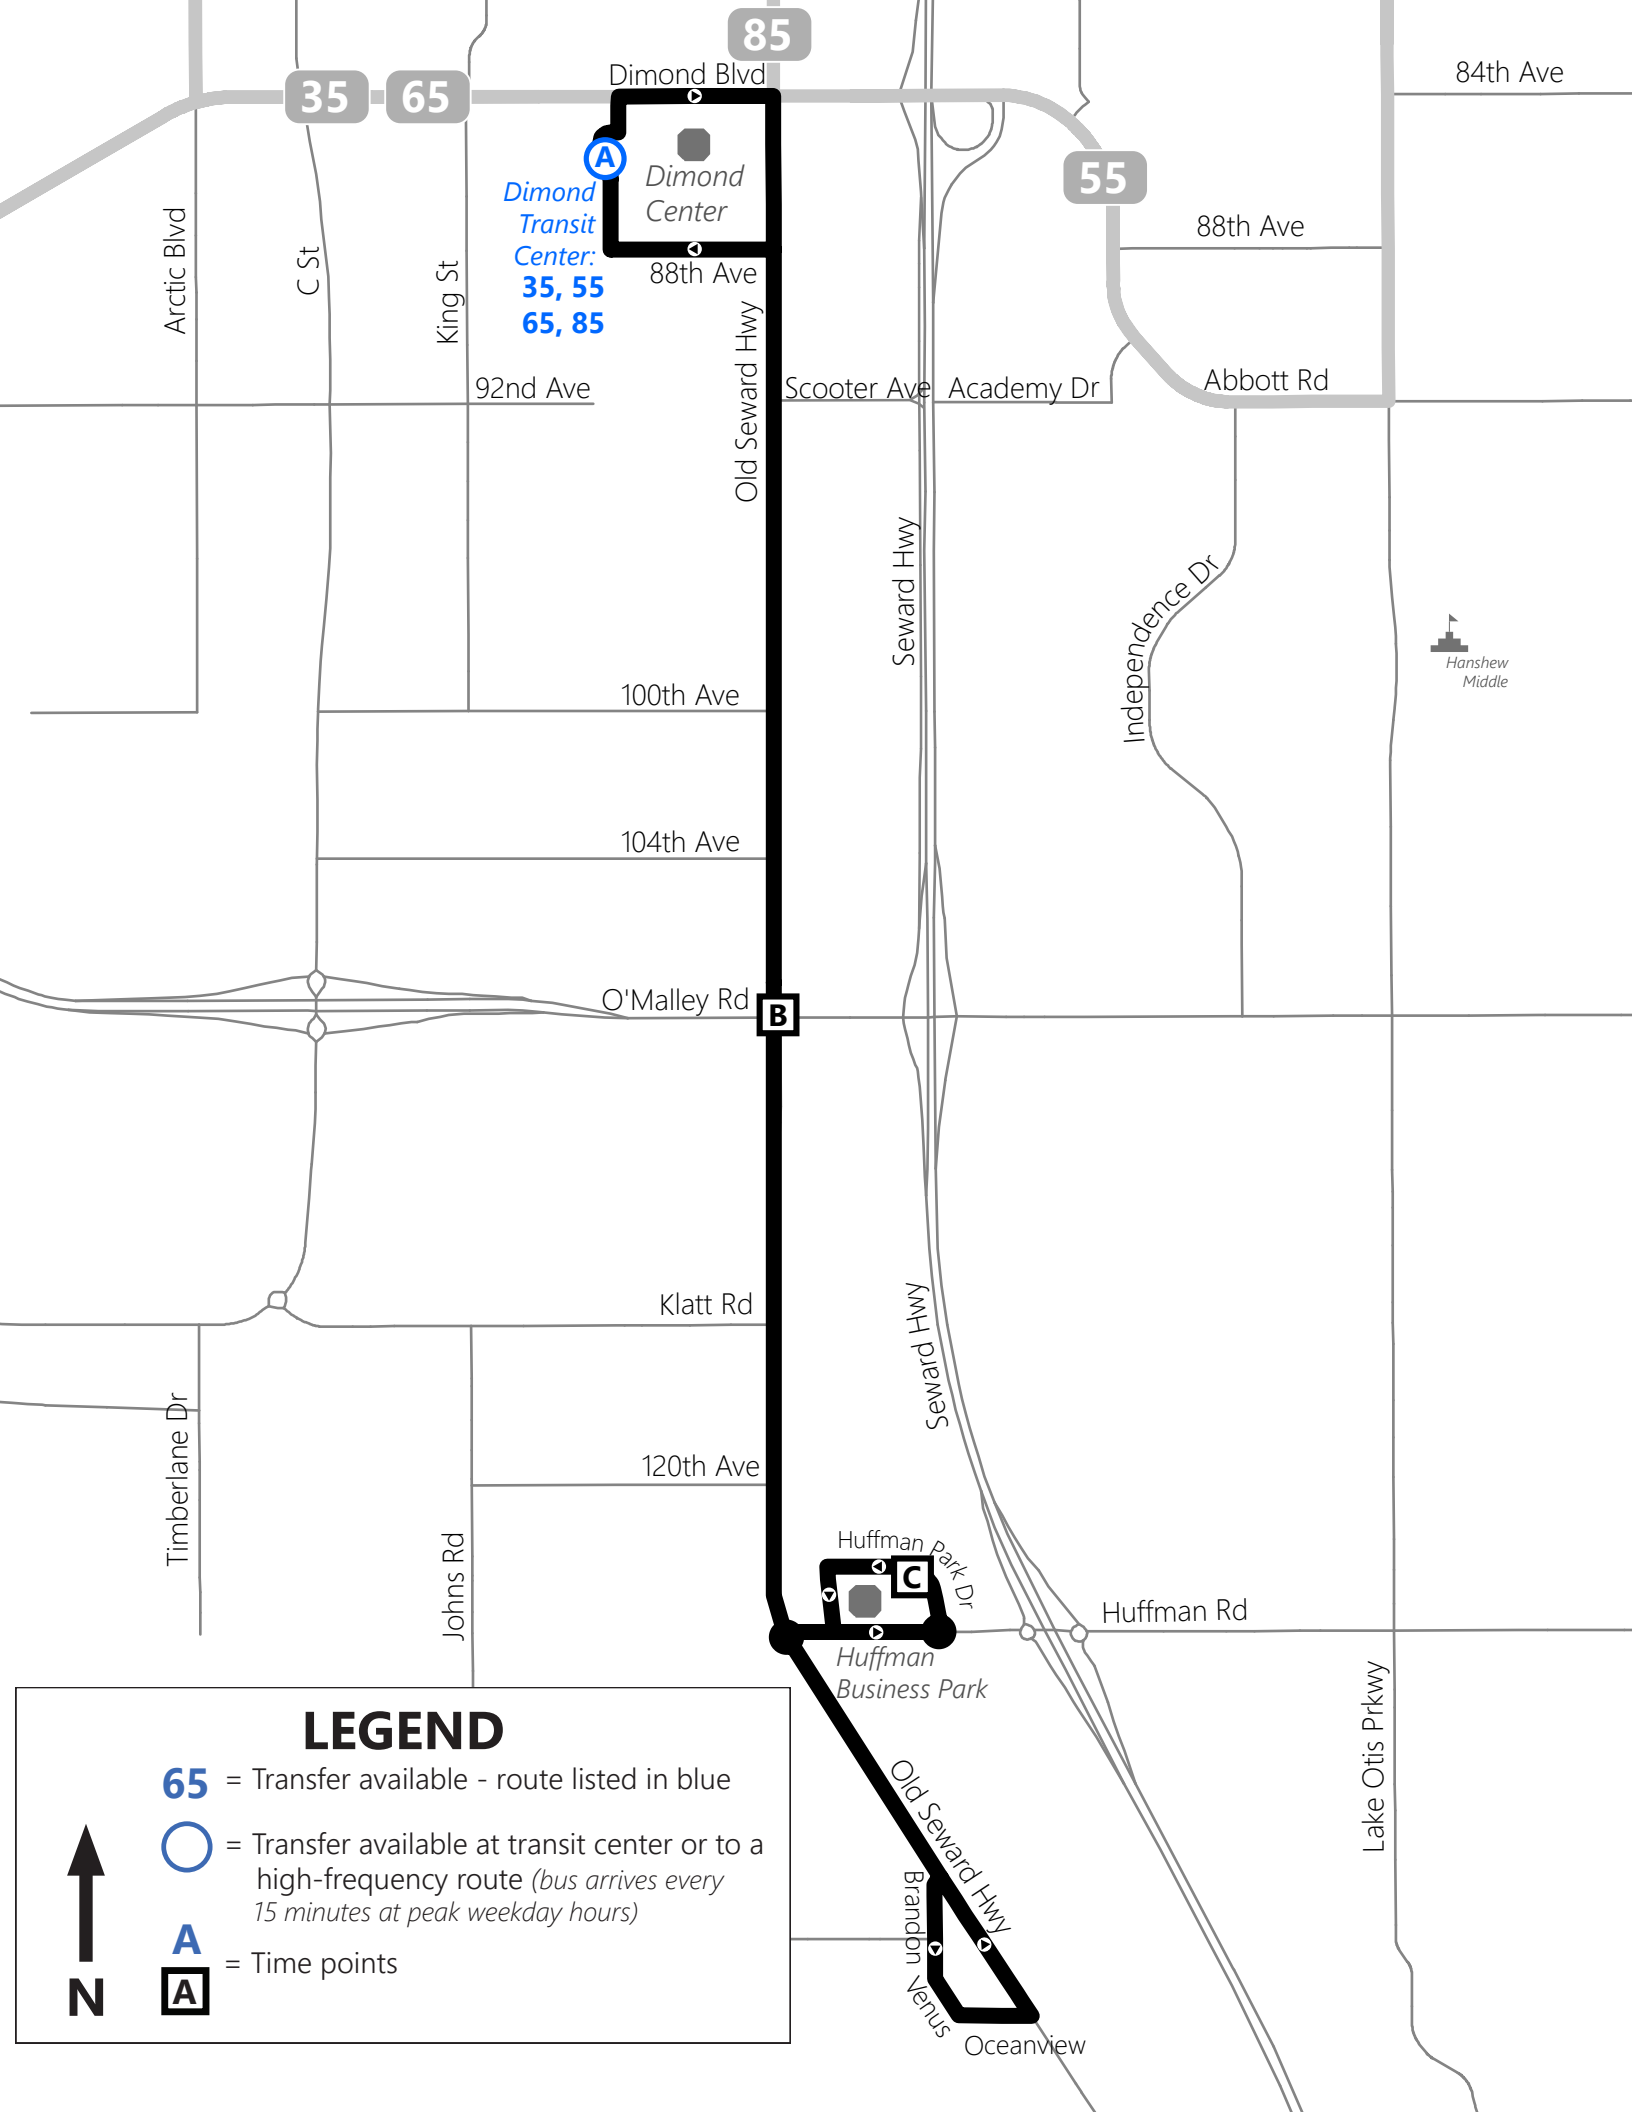 85
Dimond Blvd
84th Ave
35
65
A
Dimond
Center
55
Dimond
Transit
Center:
35, 55
65, 85
88th Ave
88th Ave
Arctic Blvd
C St
King St
Old Seward Hwy
92nd Ave
Scooter Ave
Academy Dr
Abbott Rd
Seward Hwy
Independence Dr
Hanshew
Middle
100th Ave
104th Ave
O'Malley Rd
B
Klatt Rd
Seward Hwy
Timberlane Dr
120th Ave
Johns Rd
Huffman Park Dr
C
Huffman Rd
Huffman
Business Park
Lake Otis Prkwy
Old Seward Hwy
Brandon
Venus
Oceanview
LEGEND
65 = Transfer available - route listed in blue
= Transfer available at transit center or to a
high-frequency route (bus arrives every
15 minutes at peak weekday hours)
A
= Time points
A
N